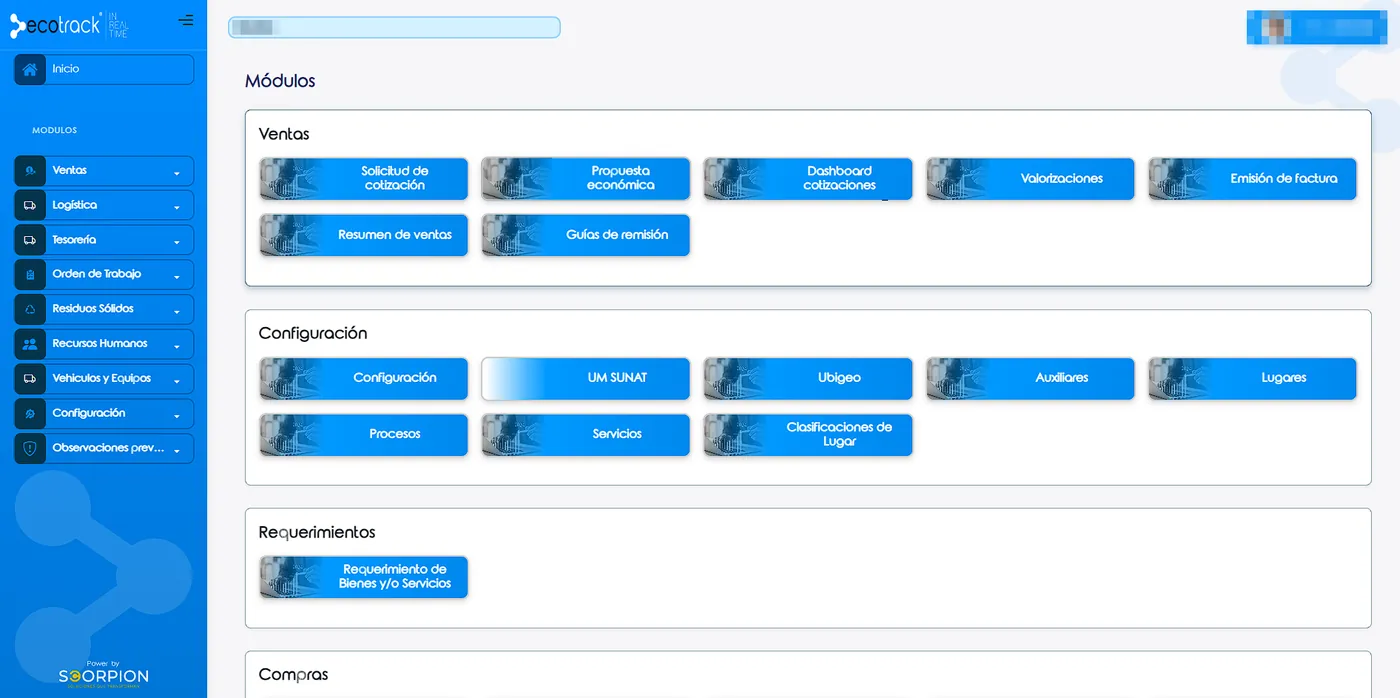 ecotrack
IN
REAL
TIME
Inicio
MODULOS
Ventas
Logística
Tesorería
Orden de Trabajo
Residuos Sólidos
Recursos Humanos
Vehiculos y Equipos
Configuración
Observaciones prev...
Power by
SCORPION
Módulos
Ventas
Solicitud de
cotización
Propuesta
económica
Dashboard
cotizaciones
Valorizaciones
Emisión de factura
Resumen de ventas
Guías de remisión
Configuración
Configuración
UM SUNAT
Ubigeo
Auxiliares
Lugares
Procesos
Servicios
Clasificaciones de
Lugar
Requerimientos
Requerimiento de
Bienes y/o Servicios
Compras